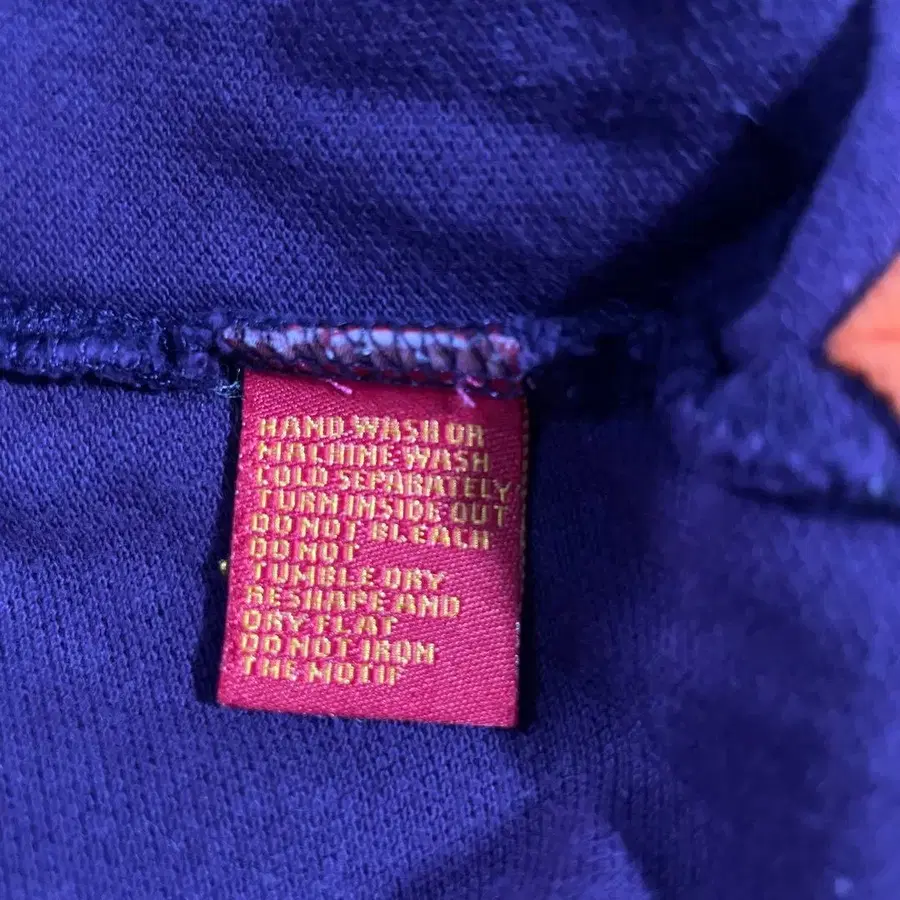 HAND WASH OR
MACHINE WASH
COLD SEPARATELY
TURN INSIDE OUT
DO NOT BLEACH
DO NOT
TUMBLE DRY
RESHAPE AND
DRY FLAT
DO NOT IRON
THE MOTIF